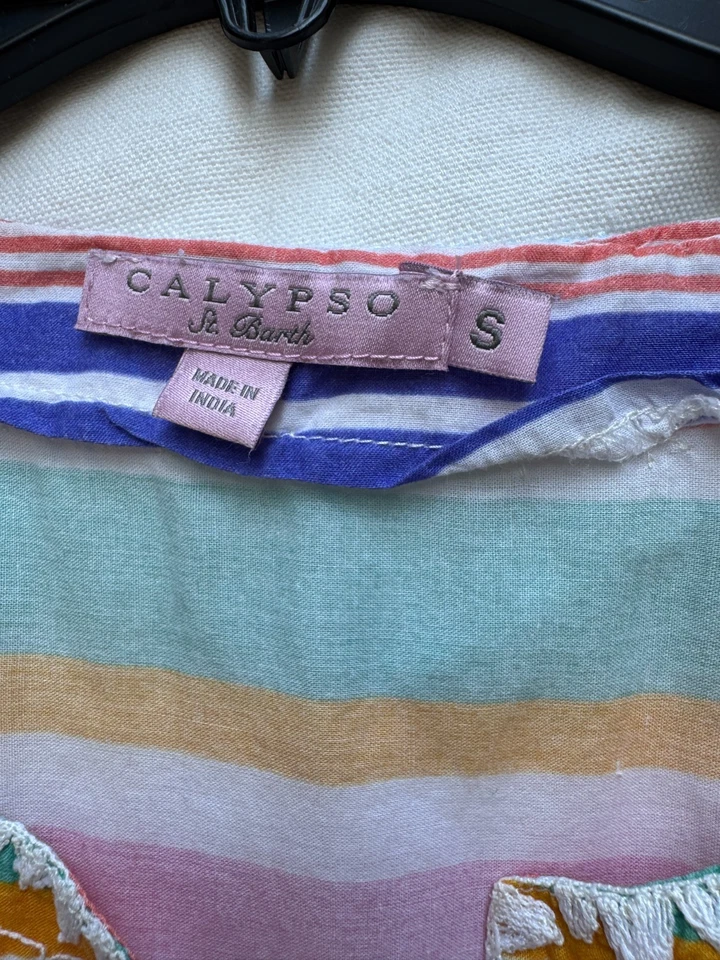 CALYPSO
St. Barth
S
MADE IN
INDIA